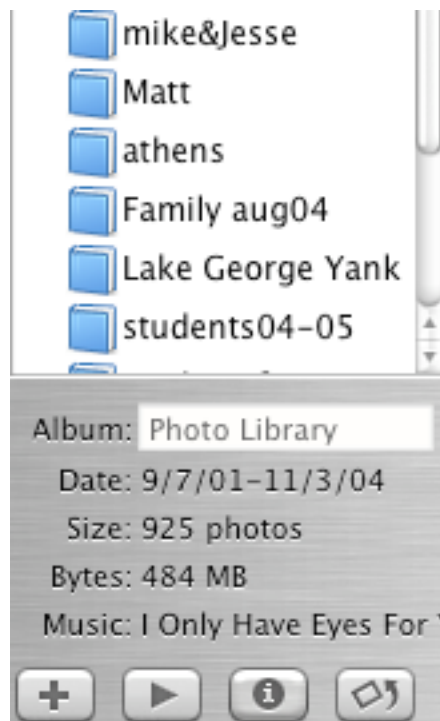 mike&Jesse
Matt
athens
Family aug04
Lake George Yank
students04-05
Album: Photo Library
Date: 9/7/01-11/3/04
Size: 925 photos
Bytes: 484 MB
Music: I Only Have Eyes For